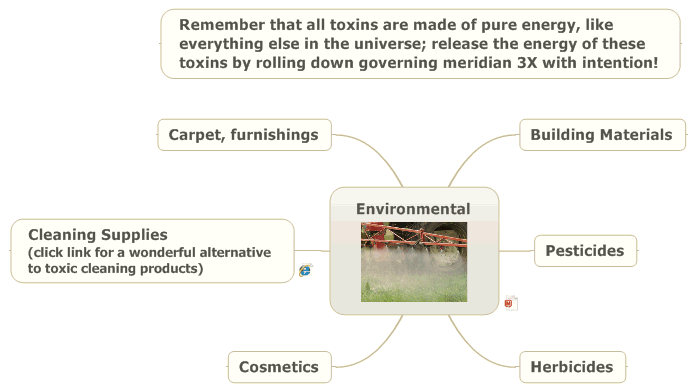 Remember that all toxins are made of pure energy, like
everything else in the universe; release the energy of these
toxins by rolling down governing meridian 3X with intention!
Carpet, furnishings
Building Materials
Environmental
Cleaning Supplies
(click link for a wonderful alternative
to toxic cleaning products)
Pesticides
Cosmetics
Herbicides